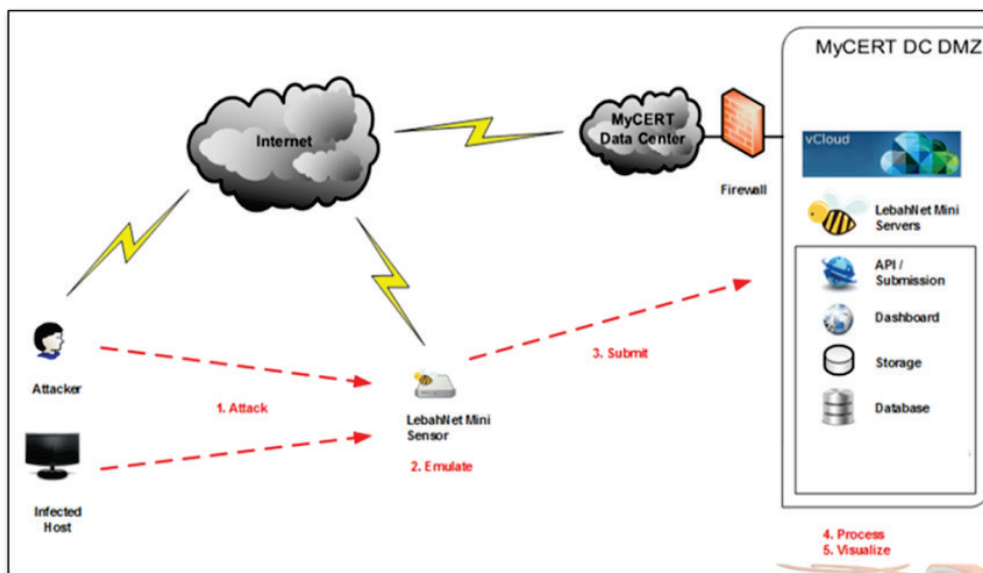 MyCERT DC DMZ
Internet
MyCERT
Data Center
Firewall
vCloud
LebahNet Mini
Servers
API /
Submission
Dashboard
Storage
Database
Attacker
1. Attack
3. Submit
LebahNet Mini
Sensor
2. Emulate
Infected
Host
4. Process
5. Visualize